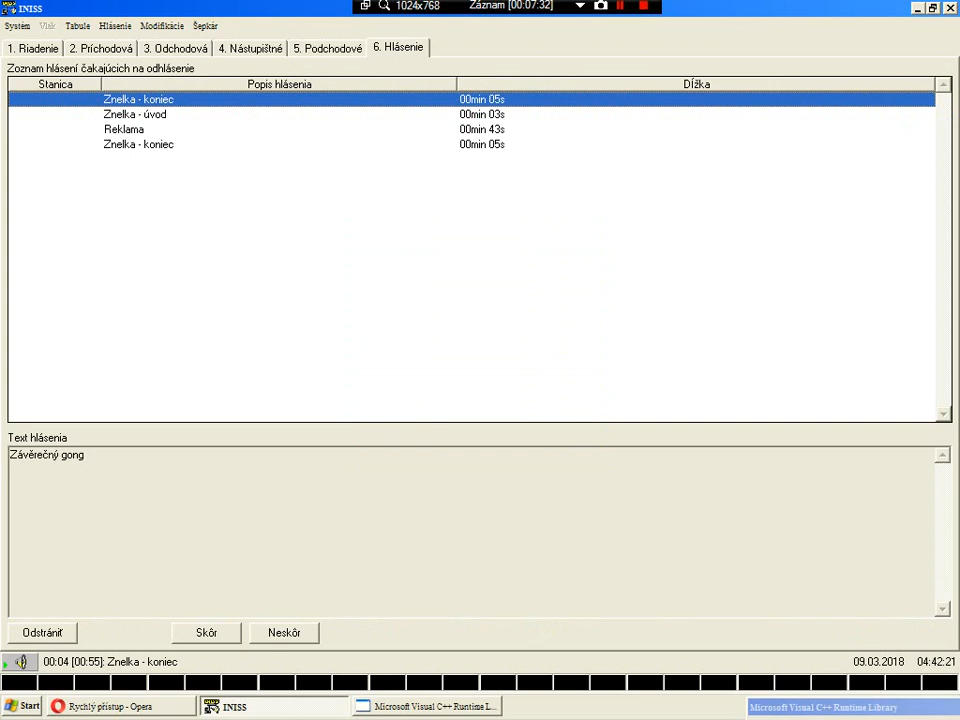 INISS
1024x768
Záznam [00:07:32]
Systém Vlak Tabule Hlásenie Modifikácie Šepkár
1. Riadenie 2. Príchodová 3. Odchodová 4. Nástupištné 5. Podchodové 6. Hlásenie
Zoznam hlásení čakajúcich na odhlásenie
Stanica Popis hlásenia Dĺžka
Znelka - koniec 00min 05s
Znelka - úvod 00min 03s
Reklama 00min 43s
Znelka - koniec 00min 05s
Text hlásenia
Závěrečný gong
Odstrániť Skôr Neskôr
00:04 [00:55]: Znelka - koniec 09.03.2018 04:42:21
Start Rychlý přístup - Opera INISS Microsoft Visual C++ Runtime L... Microsoft Visual C++ Runtime Library